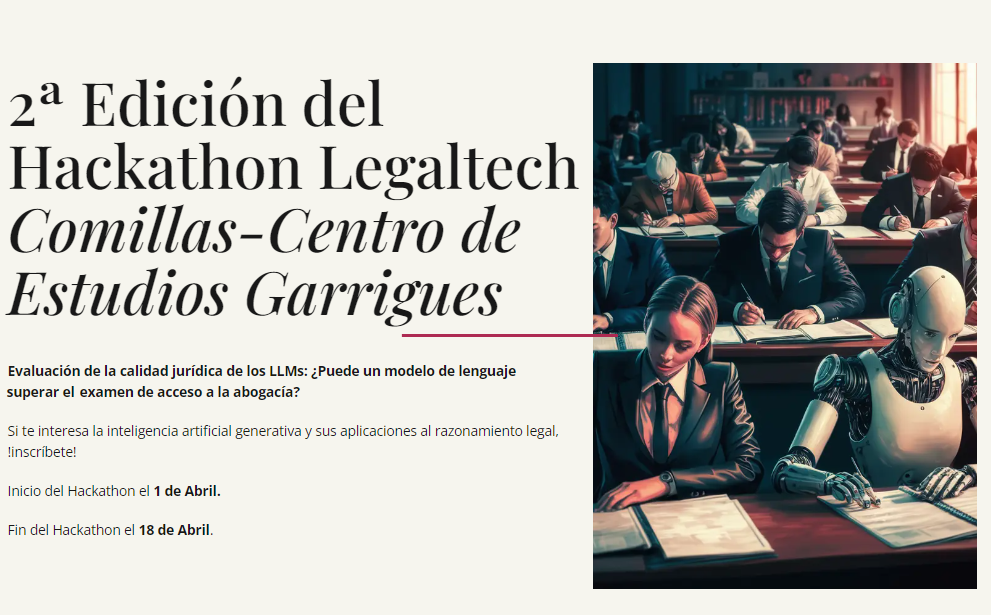 2ª Edición del
Hackathon Legaltech
Comillas-Centro de
Estudios Garrigues
Evaluación de la calidad jurídica de los LLMs: ¿Puede un modelo de lenguaje
superar el examen de acceso a la abogacía?
Si te interesa la inteligencia artificial generativa y sus aplicaciones al razonamiento legal,
!inscríbete!
Inicio del Hackathon el 1 de Abril.
Fin del Hackathon el 18 de Abril.